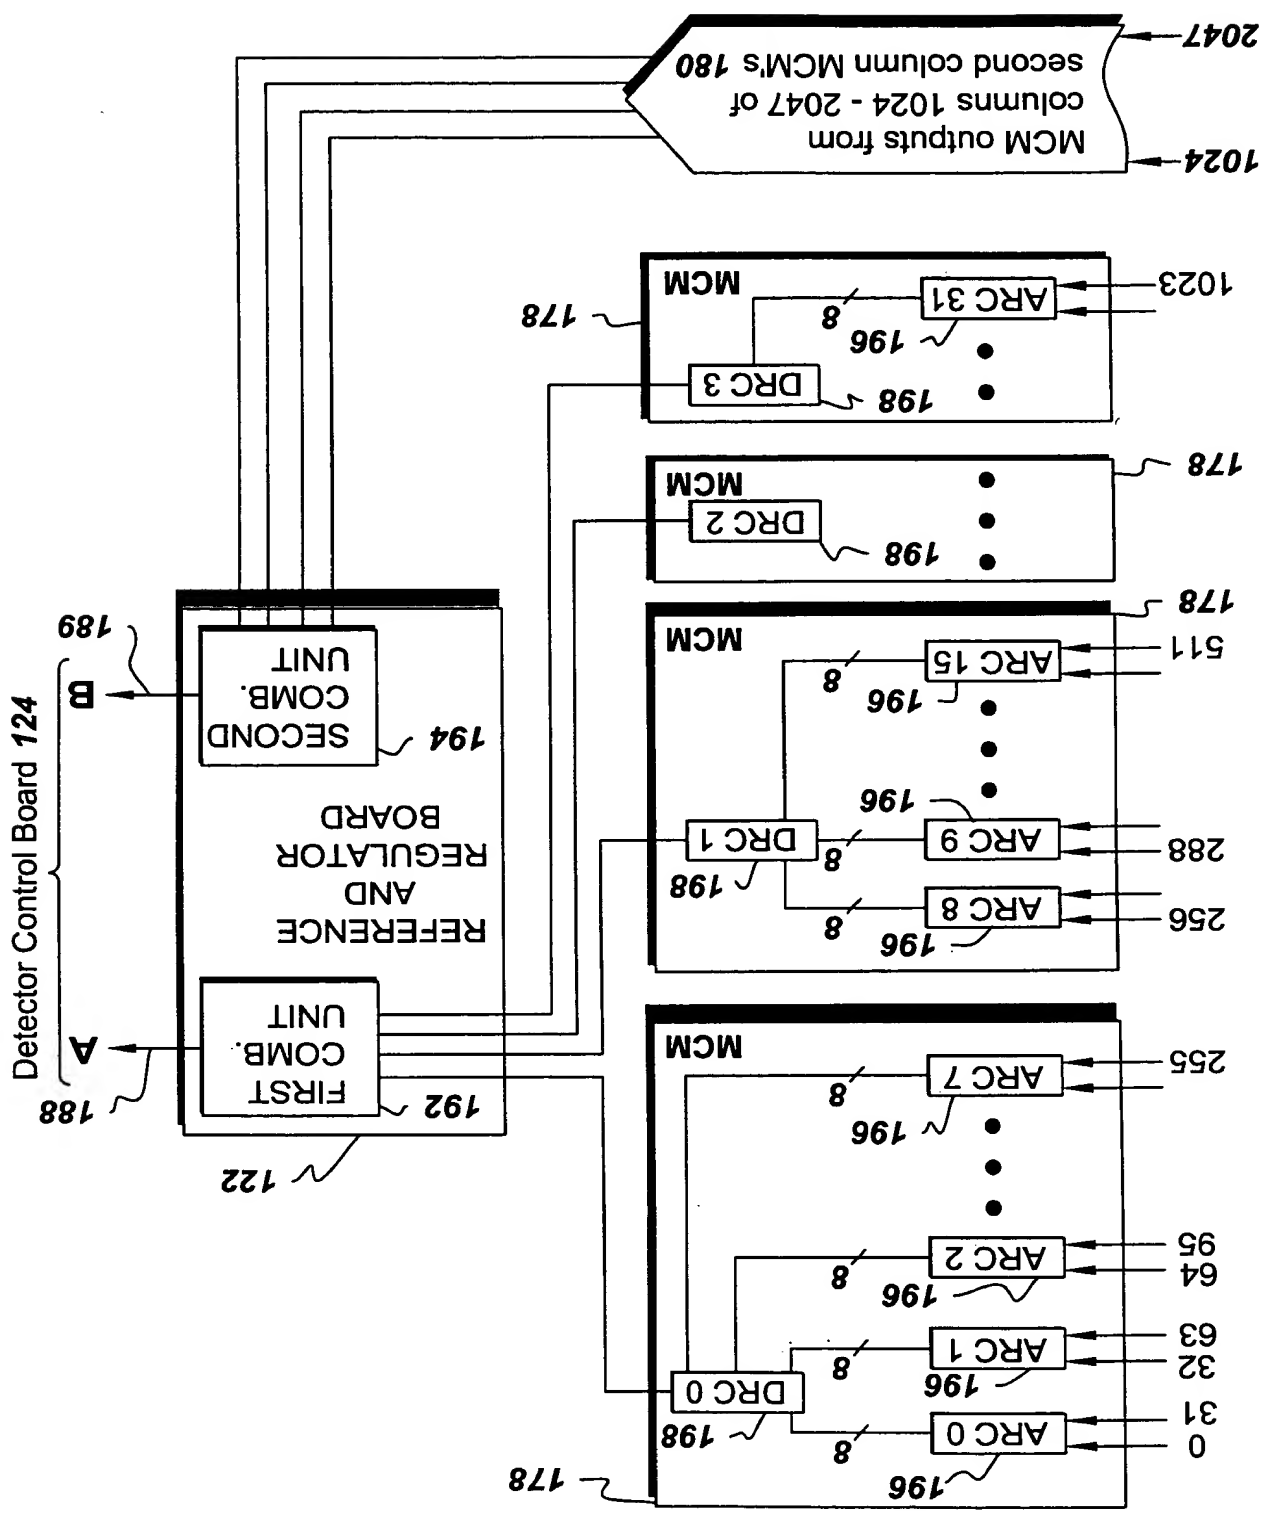 Detector Control Board 124
0
31
32
63
64
95
255
256
288
511
1023
1024
2047
178
196
ARC 0
8
198
DRC 0
196
ARC 1
8
196
ARC 2
8
196
ARC 7
8
MCM
196
ARC 8
8
198
DRC 1
ARC 9
196
8
196
ARC 15
8
MCM
178
198
DRC 2
MCM
178
198
DRC 3
196
ARC 31
8
MCM
178
MCM outputs from
columns 1024 - 2047 of
second column MCM's 180
122
192
FIRST
COMB.
UNIT
188
A
REFERENCE
AND
REGULATOR
BOARD
194
SECOND
COMB.
UNIT
189
B